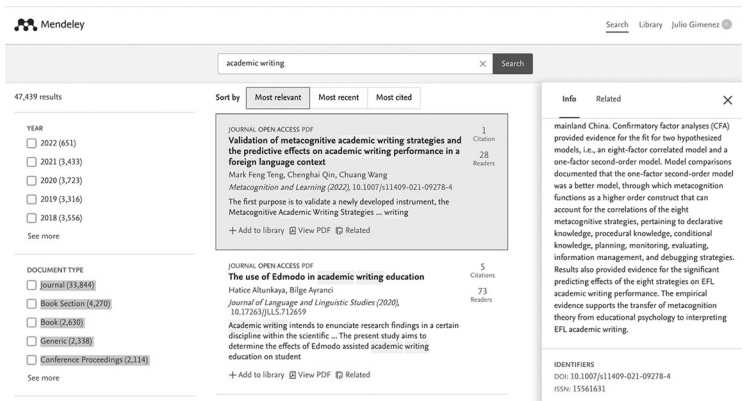 Mendeley
Search Library Julio Gimenez
academic writing
Search
47,439 results
Sort by Most relevant Most recent Most cited
YEAR
2022 (651)
2021 (3,433)
2020 (3,723)
2019 (3,316)
2018 (3,556)
See more
DOCUMENT TYPE
Journal (33,844)
Book Section (4,270)
Book (2,630)
Generic (2,338)
Conference Proceedings (2,114)
See more
JOURNAL OPEN ACCESS PDF
Validation of metacognitive academic writing strategies and
the predictive effects on academic writing performance in a
foreign language context
Mark Feng Teng, Chenghai Qin, Chuang Wang
Metacognition and Learning (2022), 10.1007/s11409-021-09278-4
The first purpose is to validate a newly developed instrument, the
Metacognitive Academic Writing Strategies ... writing
Add to library View PDF Related
1
Citation
28
Readers
JOURNAL OPEN ACCESS PDF
The use of Edmodo in academic writing education
Hatice Altunkaya, Bilge Ayranci
Journal of Language and Linguistic Studies (2020),
10.17263/JLLS.712659
Academic writing intends to enunciate research findings in a certain
discipline within the scientific ... The present study aims to
determine the effects of Edmodo assisted academic writing
education on student
Add to library View PDF Related
5
Citations
73
Readers
Info Related
mainland China. Confirmatory factor analyses (CFA)
provided evidence for the fit for two hypothesized
models, i.e., an eight-factor correlated model and a
one-factor second-order model. Model comparisons
documented that the one-factor second-order model
was a better model, through which metacognition
functions as a higher order construct that can
account for the correlations of the eight
metacognitive strategies, pertaining to declarative
knowledge, procedural knowledge, conditional
knowledge, planning, monitoring, evaluating,
information management, and debugging strategies.
Results also provided evidence for the significant
predicting effects of the eight strategies on EFL
academic writing performance. The empirical
evidence supports the transfer of metacognition
theory from educational psychology to interpreting
EFL academic writing.
IDENTIFIERS
DOI: 10.1007/s11409-021-09278-4
ISSN: 15561631